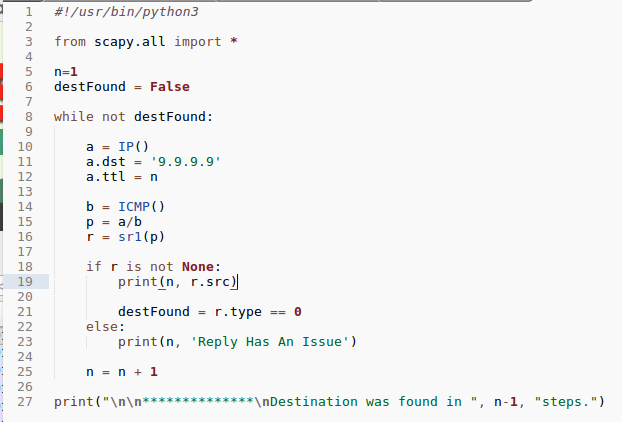 1 #!/usr/bin/python3
2
3 from scapy.all import *
4
5 n=1
6 destFound = False
7
8 while not destFound:
9
10     a = IP()
11     a.dst = '9.9.9.9'
12     a.ttl = n
13
14     b = ICMP()
15     p = a/b
16     r = sr1(p)
17
18     if r is not None:
19         print(n, r.src)
20
21         destFound = r.type == 0
22     else:
23         print(n, 'Reply Has An Issue')
24
25     n = n + 1
26
27 print("\n\n**************\nDestination was found in ", n-1, "steps.")